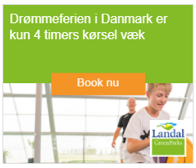 Drømmeferien i Danmark er
kun 4 timers kørsel væk
Book nu
Landal
GreenParks